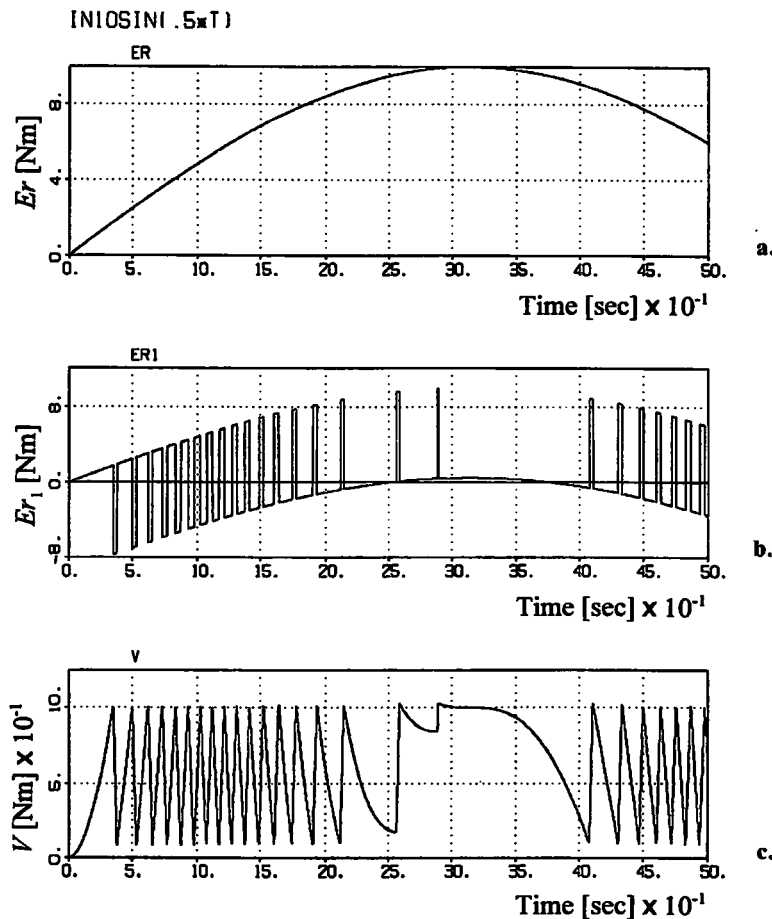 IN10SIN( .5*T)
ER
Er [Nm]
8.
4.
0.
0. 5. 10. 15. 20. 25. 30. 35. 40. 45. 50.
a.
Time [sec] x 10⁻¹
ER1
Er₁ [Nm]
8.
0.
-8.
0. 5. 10. 15. 20. 25. 30. 35. 40. 45. 50.
b.
Time [sec] x 10⁻¹
V
V [Nm] x 10⁻¹
10.
5.
0.
0. 5. 10. 15. 20. 25. 30. 35. 40. 45. 50.
c.
Time [sec] x 10⁻¹